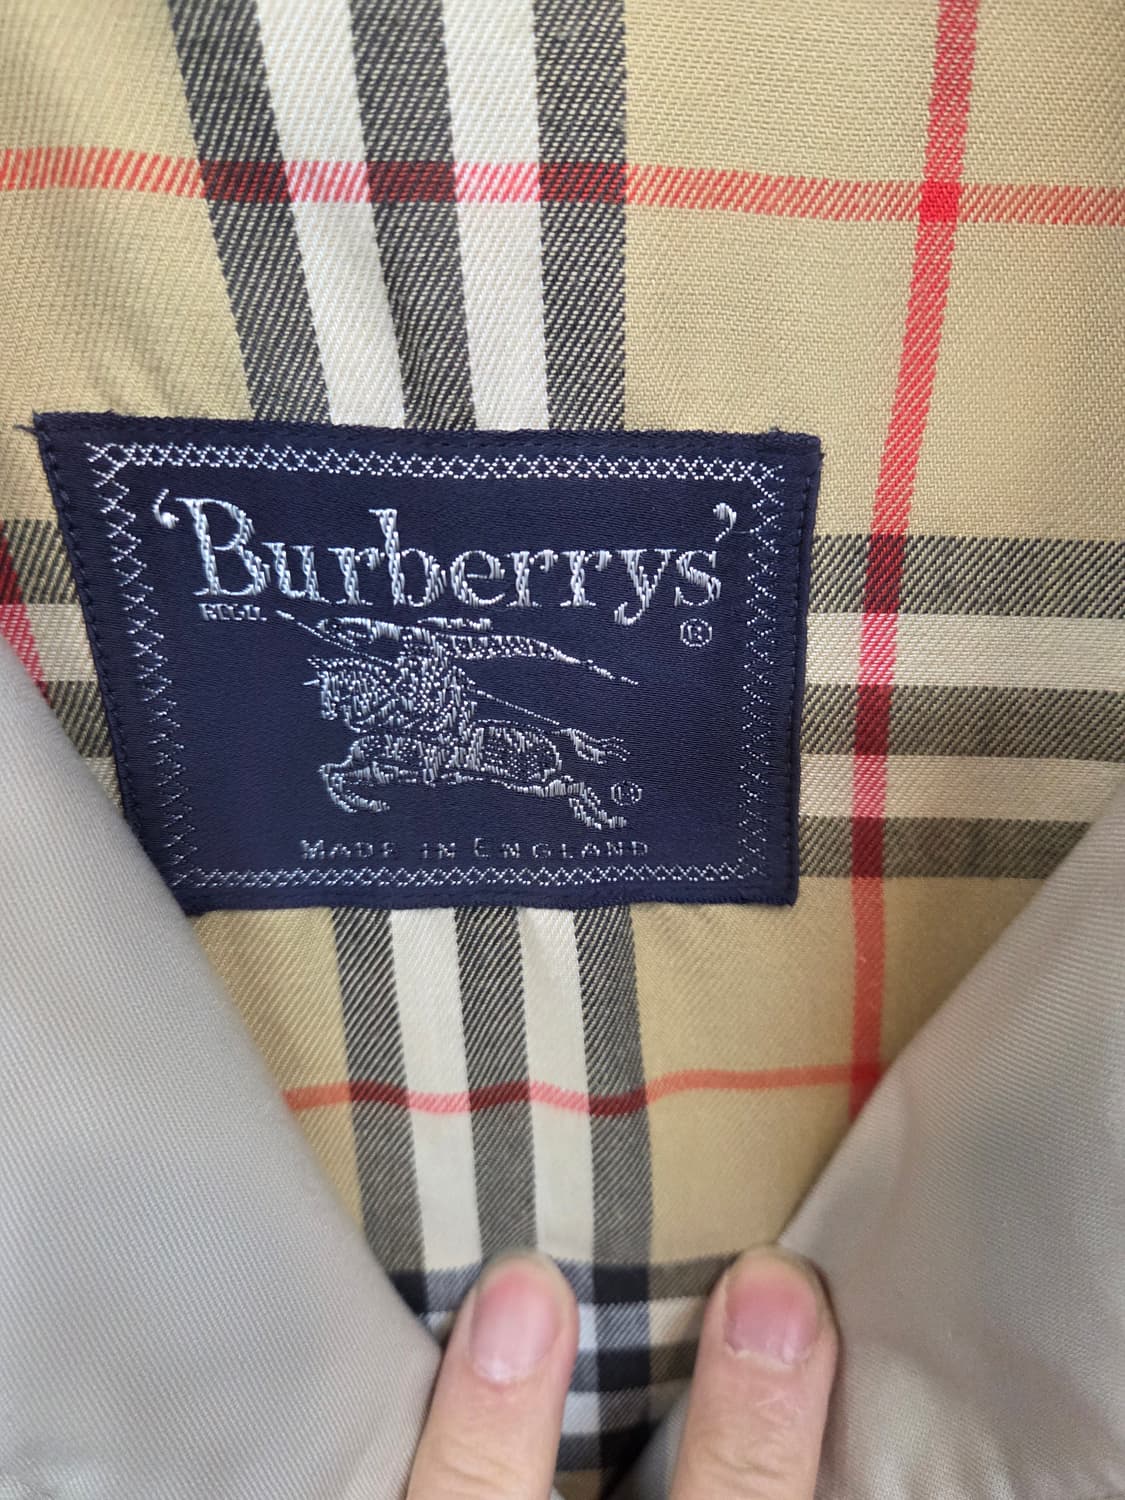 ‘Burberrys’
REGD.
®
®
MADE IN ENGLAND